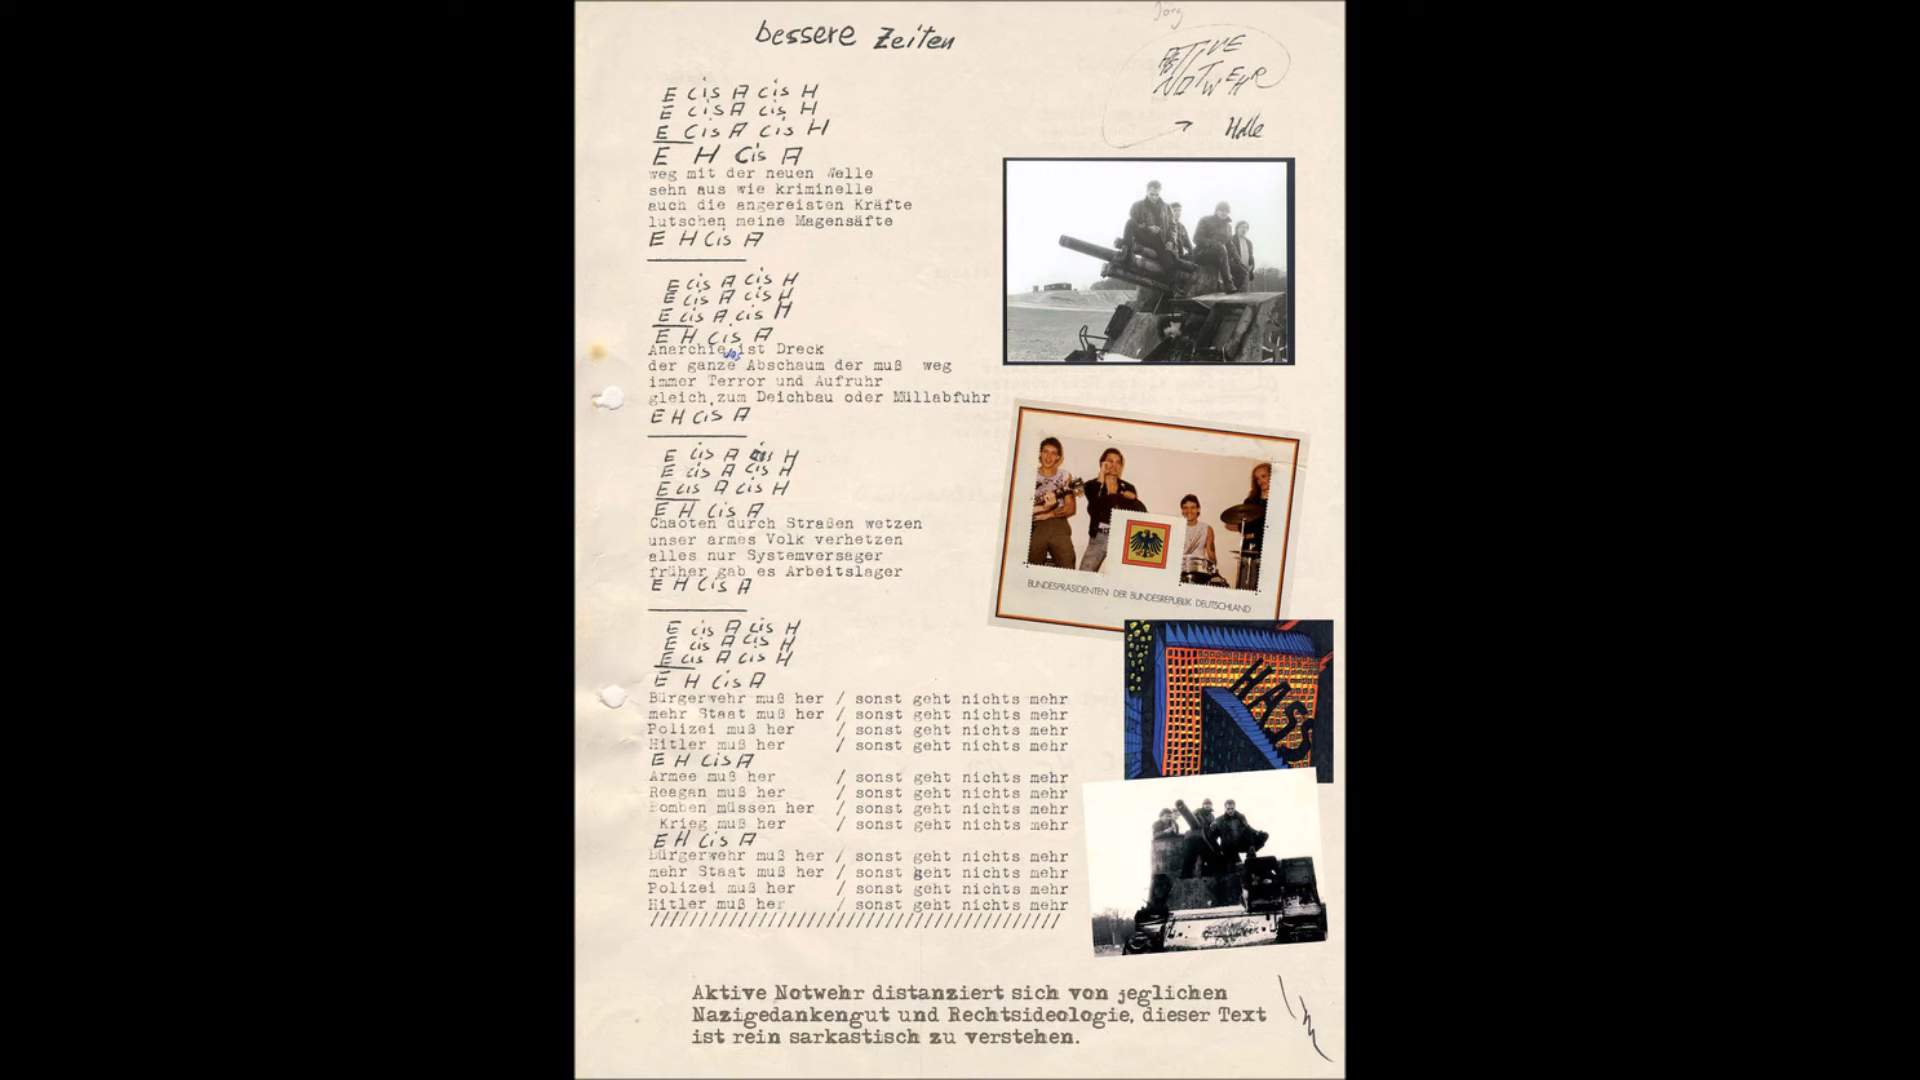 bessere Zeiten
Jörg
AKTIVE
NOTWEHR
→ Holle
E cis A cis H
E cis A cis H
E cis A cis H
E H cis A
weg mit der neuen Welle
sehn aus wie kriminelle
auch die angereisten Kräfte
lutschen meine Magensäfte
E H cis A
E cis A cis H
E cis A cis H
E cis A cis H
E H cis A
Anarchie das ist Dreck
der ganze Abschaum der muß weg
immer Terror und Aufruhr
gleich zum Deichbau oder Müllabfuhr
E H cis A
E cis A cis H
E cis A cis H
E cis A cis H
E H cis A
Chaoten durch Straßen wetzen
unser armes Volk verhetzen
alles nur Systemversager
früher gab es Arbeitslager
E H cis A
E cis A cis H
E cis A cis H
E cis A cis H
E H cis A
Bürgerwehr muß her / sonst geht nichts mehr
mehr Staat muß her / sonst geht nichts mehr
Polizei muß her / sonst geht nichts mehr
Hitler muß her / sonst geht nichts mehr
E H cis A
Armee muß her / sonst geht nichts mehr
Reagan muß her / sonst geht nichts mehr
Bomben müssen her / sonst geht nichts mehr
Krieg muß her / sonst geht nichts mehr
E H cis A
Bürgerwehr muß her / sonst geht nichts mehr
mehr Staat muß her / sonst geht nichts mehr
Polizei muß her / sonst geht nichts mehr
Hitler muß her / sonst geht nichts mehr
//////////////////////////////////////////
BUNDESPRÄSIDENTEN DER BUNDESREPUBLIK DEUTSCHLAND
HASS
Aktive Notwehr distanziert sich von jeglichen
Nazigedankengut und Rechtsideologie, dieser Text
ist rein sarkastisch zu verstehen.